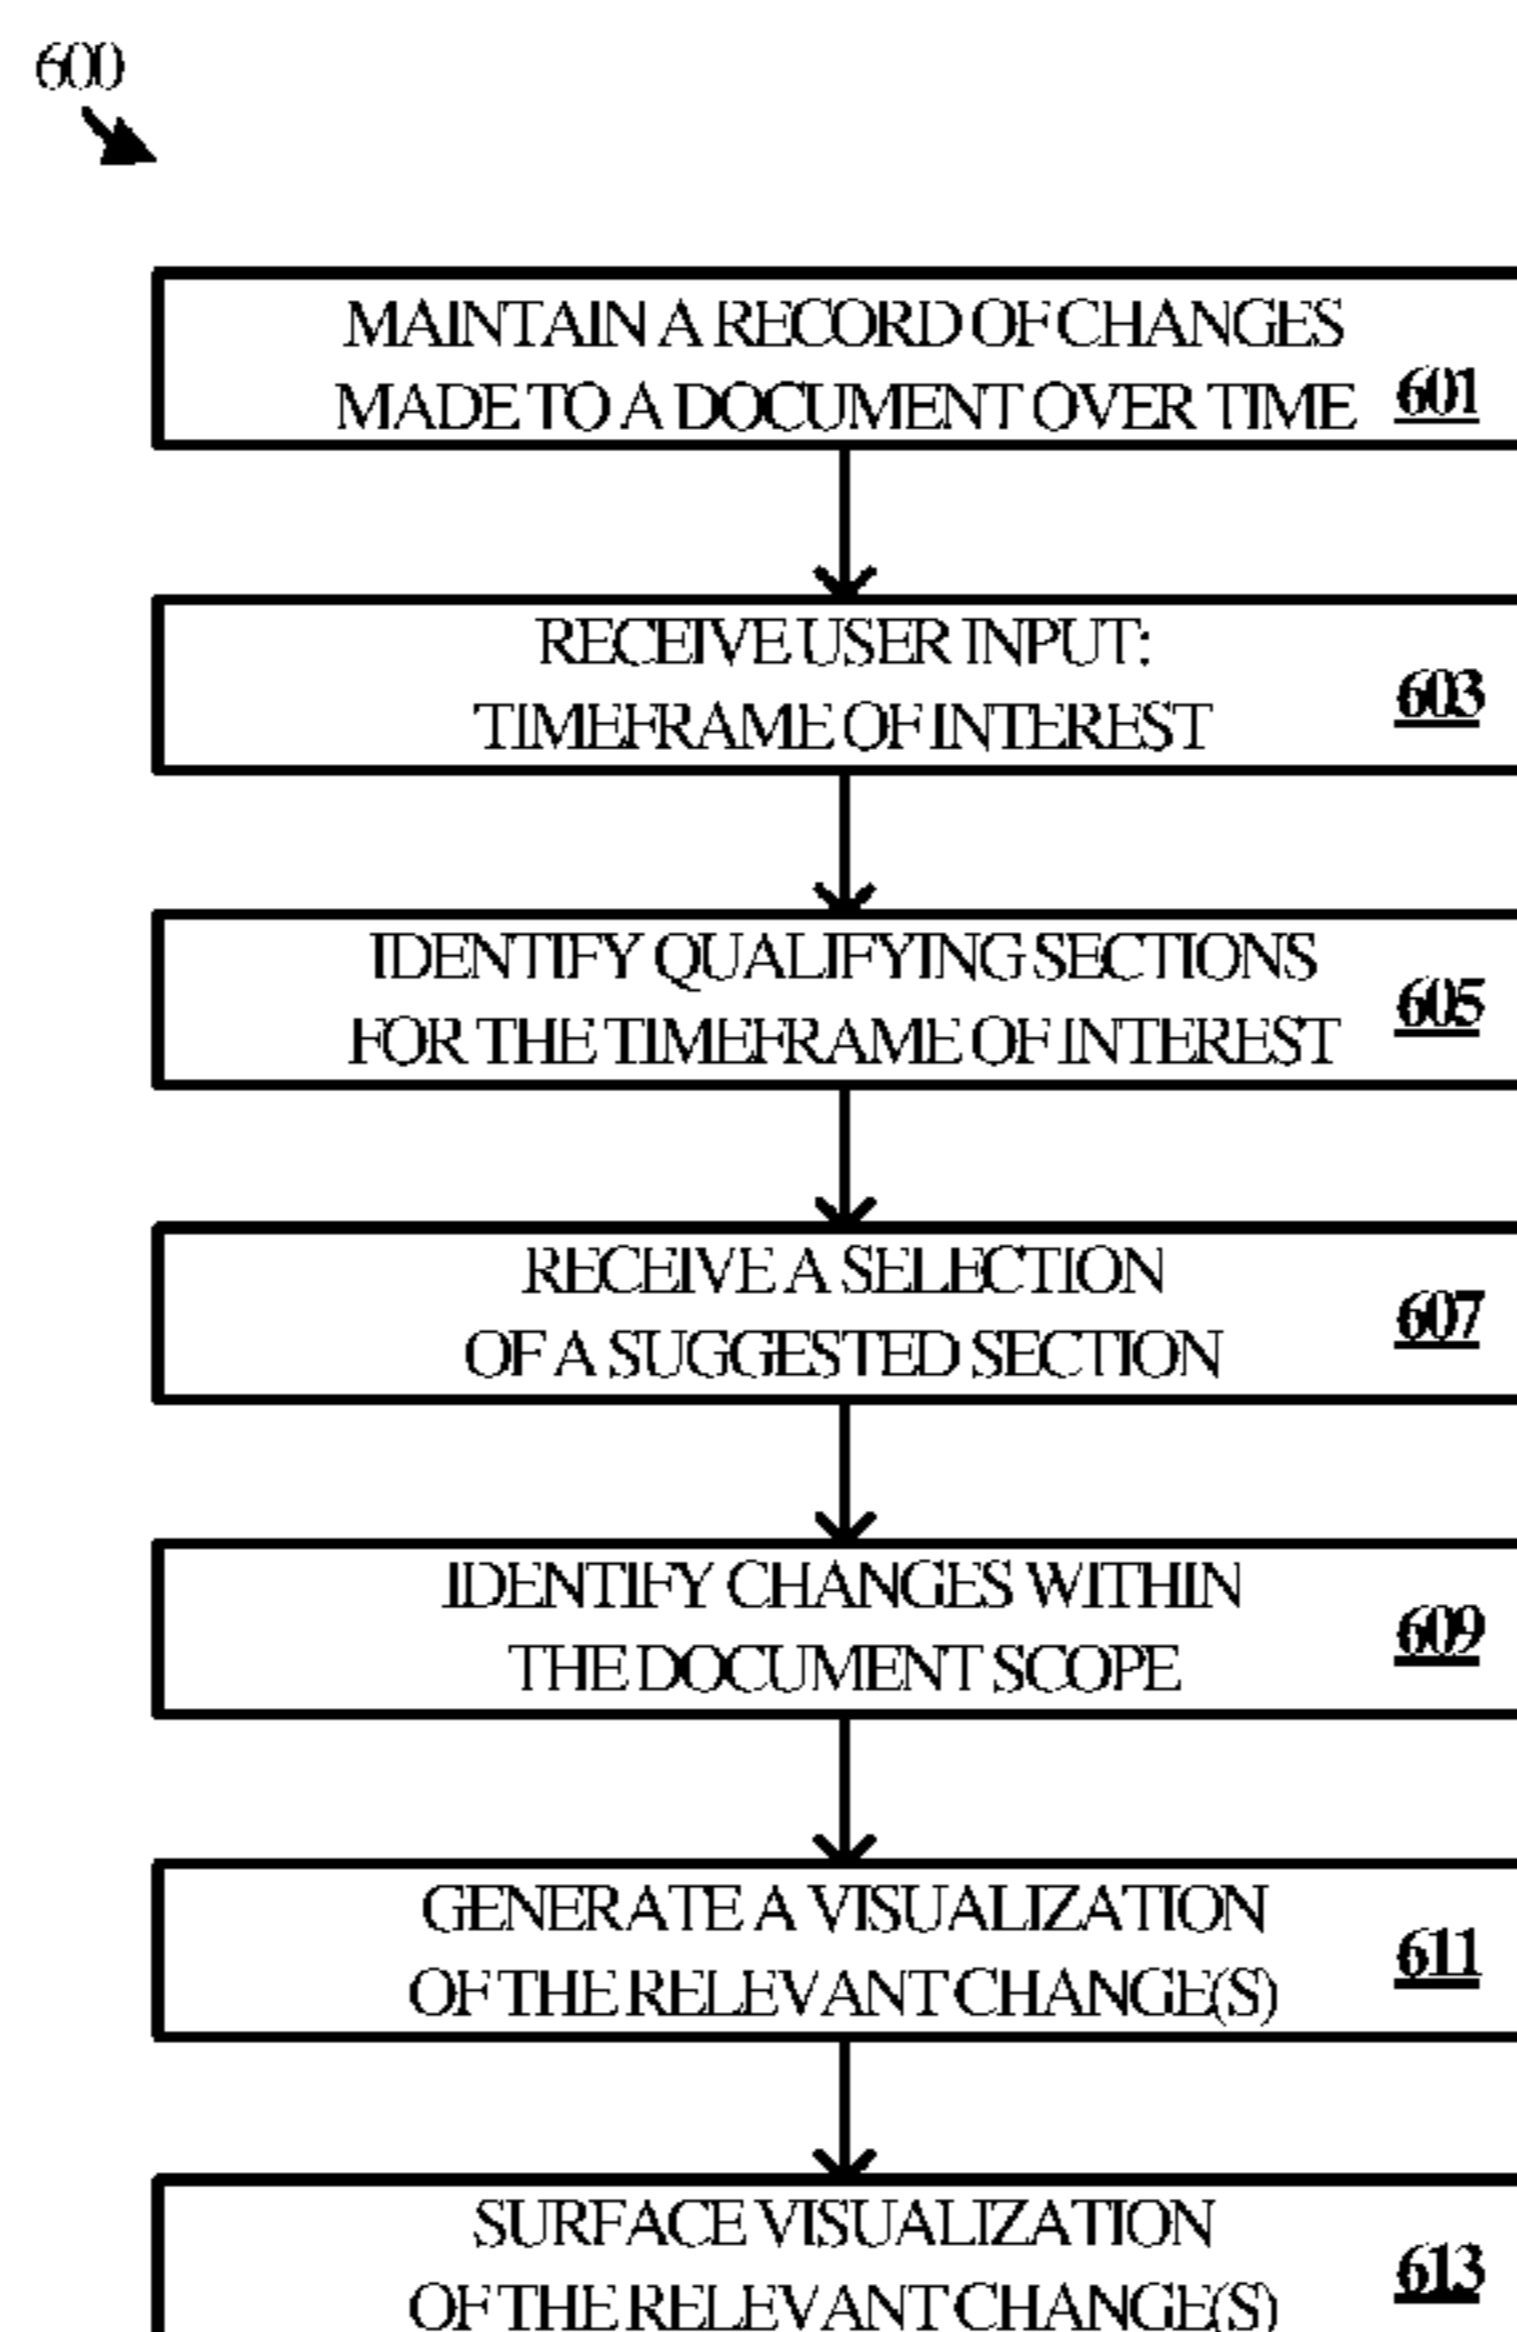 600
MAINTAIN A RECORD OF CHANGES
MADE TO A DOCUMENT OVER TIME 601
RECEIVE USER INPUT:
TIMEFRAME OF INTEREST 603
IDENTIFY QUALIFYING SECTIONS
FOR THE TIMEFRAME OF INTEREST 605
RECEIVE A SELECTION
OF A SUGGESTED SECTION 607
IDENTIFY CHANGES WITHIN
THE DOCUMENT SCOPE 609
GENERATE A VISUALIZATION
OF THE RELEVANT CHANGE(S) 611
SURFACE VISUALIZATION
OF THE RELEVANT CHANGE(S) 613